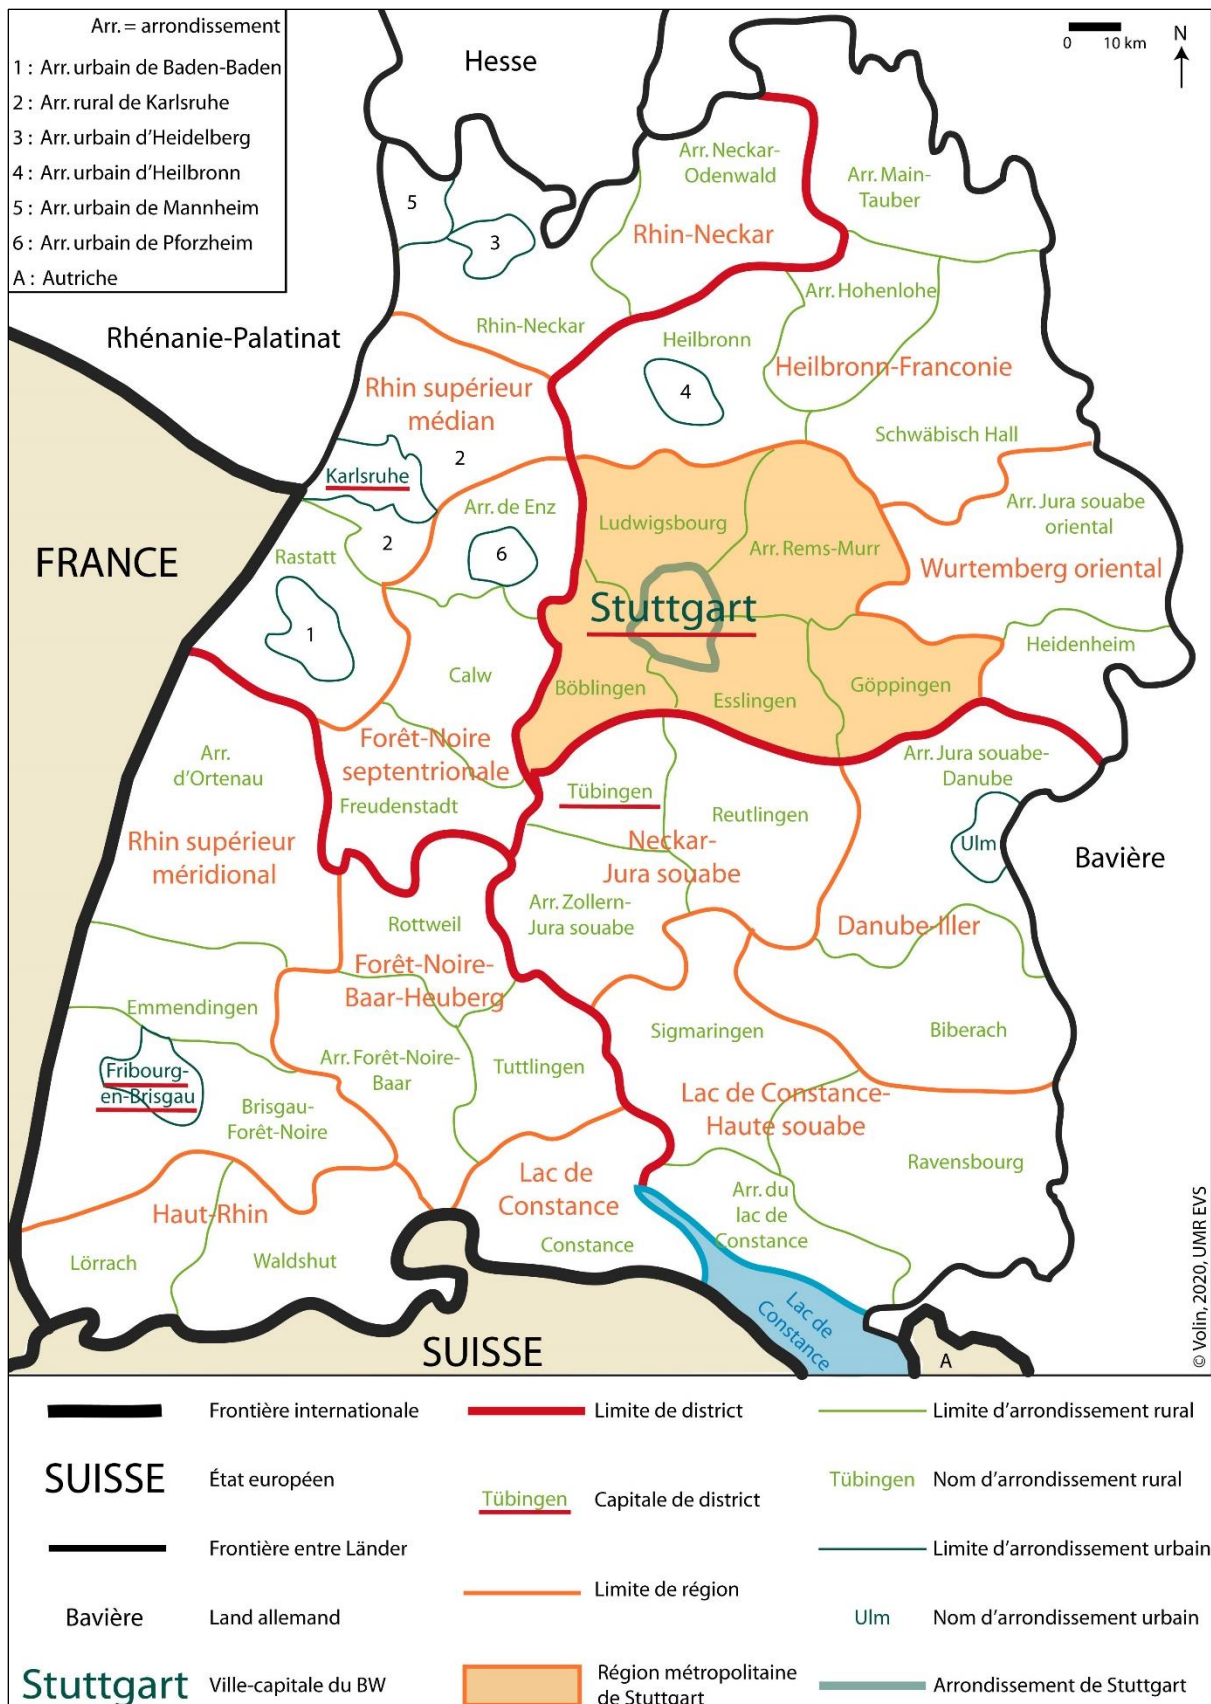 Arr. = arrondissement
1 : Arr. urbain de Baden-Baden
2 : Arr. rural de Karlsruhe
3 : Arr. urbain d'Heidelberg
4 : Arr. urbain d'Heilbronn
5 : Arr. urbain de Mannheim
6 : Arr. urbain de Pforzheim
A : Autriche
Hesse
0 10 km
N
Arr. Neckar-
Odenwald
Arr. Main-
Tauber
5
3
Rhin-Neckar
Arr. Hohenlohe
Rhin-Neckar
Rhénanie-Palatinat
Heilbronn
Heilbronn-Franconie
4
Rhin supérieur
médian
Schwäbisch Hall
2
Karlsruhe
Arr. de Enz
Arr. Jura souabe
oriental
Ludwigsbourg
Arr. Rems-Murr
2
6
Rastatt
FRANCE
Wurtemberg oriental
Stuttgart
1
Heidenheim
Calw
Böblingen
Esslingen
Göppingen
Forêt-Noire
septentrionale
Arr.
d'Ortenau
Arr. Jura souabe-
Danube
Tübingen
Freudenstadt
Reutlingen
Rhin supérieur
méridional
Neckar-
Jura souabe
Ulm
Bavière
Arr. Zollern-
Jura souabe
Rottweil
Danube-Iller
Forêt-Noire-
Baar-Heuberg
Emmendingen
Sigmaringen
Biberach
Arr. Forêt-Noire-
Baar
Tuttlingen
Fribourg-
en-Brisgau
Brisgau-
Forêt-Noire
Lac de Constance-
Haute souabe
Ravensbourg
Lac de
Constance
Arr. du
lac de
Constance
Haut-Rhin
Constance
Lörrach
Waldshut
Lac de
Constance
SUISSE
A
© Volin, 2020, UMR EVS
Frontière internationale
Limite de district
Limite d'arrondissement rural
SUISSE État européen
Tübingen Capitale de district
Tübingen Nom d'arrondissement rural
Frontière entre Länder
Limite de région
Limite d'arrondissement urbain
Bavière Land allemand
Ulm Nom d'arrondissement urbain
Stuttgart Ville-capitale du BW
Région métropolitaine
de Stuttgart
Arrondissement de Stuttgart